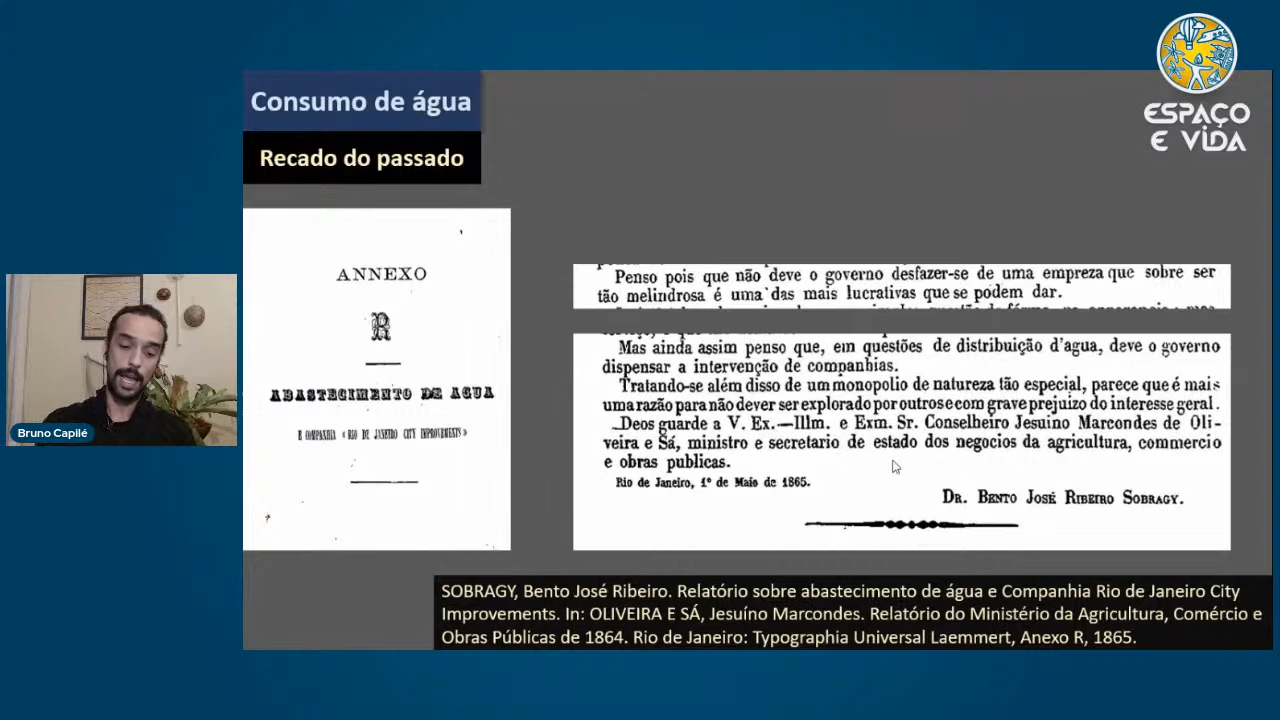 ESPAÇO
E VIDA
Consumo de água
Recado do passado
ANNEXO
R
ABASTECIMENTO DE AGUA
E COMPANHIA « RIO DE JANEIRO CITY IMPROVEMENTS »
Penso pois que não deve o governo desfazer-se de uma empreza que sobre ser
tão melindrosa é uma das mais lucrativas que se podem dar.
Mas ainda assim penso que, em questões de distribuição d'agua, deve o governo
dispensar a intervenção de companhias.
Tratando-se além disso de um monopolio de natureza tão especial, parece que é mais
uma razão para não dever ser explorado por outros e com grave prejuizo do interesse geral.
Deos guarde a V. Ex.—Illm. e Exm. Sr. Conselheiro Jesuino Marcondes de Oli-
veira e Sá, ministro e secretario de estado dos negocios da agricultura, commercio
e obras publicas.
Rio de Janeiro, 1º de Maio de 1865.
DR. BENTO JOSÉ RIBEIRO SOBRAGY.
Bruno Capilé
SOBRAGY, Bento José Ribeiro. Relatório sobre abastecimento de água e Companhia Rio de Janeiro City
Improvements. In: OLIVEIRA E SÁ, Jesuíno Marcondes. Relatório do Ministério da Agricultura, Comércio e
Obras Públicas de 1864. Rio de Janeiro: Typographia Universal Laemmert, Anexo R, 1865.